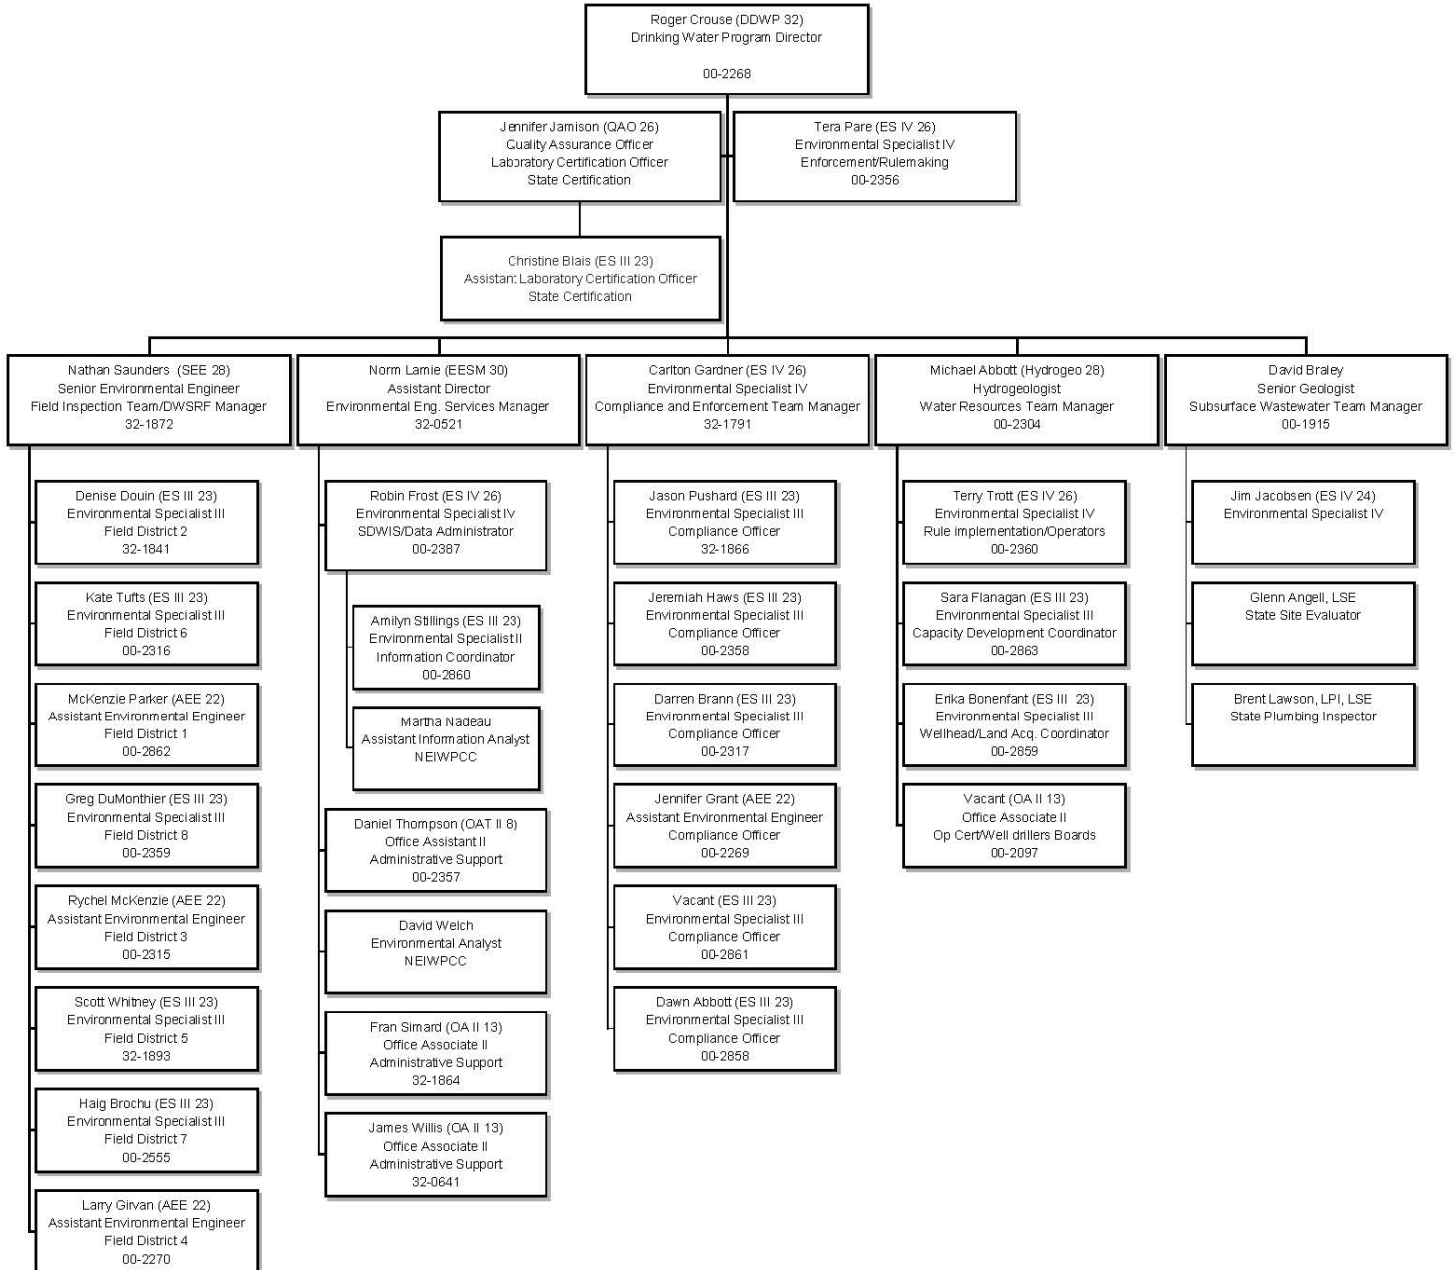 Roger Crouse (DDWP 32)
Drinking Water Program Director
00-2268
Jennifer Jamison (QAO 26)
Quality Assurance Officer
Laboratory Certification Officer
State Certification
Tera Pare (ES IV 26)
Environmental Specialist IV
Enforcement/Rulemaking
00-2356
Christine Blais (ES III 23)
Assistant Laboratory Certification Officer
State Certification
Nathan Saunders (SEE 28)
Senior Environmental Engineer
Field Inspection Team/DWSRF Manager
32-1872
Denise Douin (ES III 23)
Environmental Specialist III
Field District 2
32-1841
Kate Tufts (ES III 23)
Environmental Specialist III
Field District 6
00-2316
McKenzie Parker (AEE 22)
Assistant Environmental Engineer
Field District 1
00-2862
Greg DuMonthier (ES III 23)
Environmental Specialist III
Field District 8
00-2359
Rychel McKenzie (AEE 22)
Assistant Environmental Engineer
Field District 3
00-2315
Scott Whitney (ES III 23)
Environmental Specialist III
Field District 5
32-1893
Haig Brochu (ES III 23)
Environmental Specialist III
Field District 7
00-2555
Larry Girvan (AEE 22)
Assistant Environmental Engineer
Field District 4
00-2270
Norm Lamie (EESM 30)
Assistant Director
Environmental Eng. Services Manager
32-0521
Robin Frost (ES IV 26)
Environmental Specialist IV
SDWIS/Data Administrator
00-2387
Amilyn Stillings (ES III 23)
Environmental Specialist II
Information Coordinator
00-2860
Martha Nadeau
Assistant Information Analyst
NEIWPCC
Daniel Thompson (OAT II 8)
Office Assistant II
Administrative Support
00-2357
David Welch
Environmental Analyst
NEIWPCC
Fran Simard (OA II 13)
Office Associate II
Administrative Support
32-1864
James Willis (OA II 13)
Office Associate II
Administrative Support
32-0641
Carlton Gardner (ES IV 26)
Environmental Specialist IV
Compliance and Enforcement Team Manager
32-1791
Jason Pushard (ES III 23)
Environmental Specialist III
Compliance Officer
32-1866
Jeremiah Haws (ES III 23)
Environmental Specialist III
Compliance Officer
00-2358
Darren Brann (ES III 23)
Environmental Specialist III
Compliance Officer
00-2317
Jennifer Grant (AEE 22)
Assistant Environmental Engineer
Compliance Officer
00-2269
Vacant (ES III 23)
Environmental Specialist III
Compliance Officer
00-2861
Dawn Abbott (ES III 23)
Environmental Specialist III
Compliance Officer
00-2858
Michael Abbott (Hydrogeo 28)
Hydrogeologist
Water Resources Team Manager
00-2304
Terry Trott (ES IV 26)
Environmental Specialist IV
Rule implementation/Operators
00-2360
Sara Flanagan (ES III 23)
Environmental Specialist III
Capacity Development Coordinator
00-2863
Erika Bonenfant (ES III 23)
Environmental Specialist III
Wellhead/Land Acq. Coordinator
00-2859
Vacant (OA II 13)
Office Associate II
Op Cert/Well drillers Boards
00-2097
David Braley
Senior Geologist
Subsurface Wastewater Team Manager
00-1915
Jim Jacobsen (ES IV 24)
Environmental Specialist IV
Glenn Angell, LSE
State Site Evaluator
Brent Lawson, LPI, LSE
State Plumbing Inspector